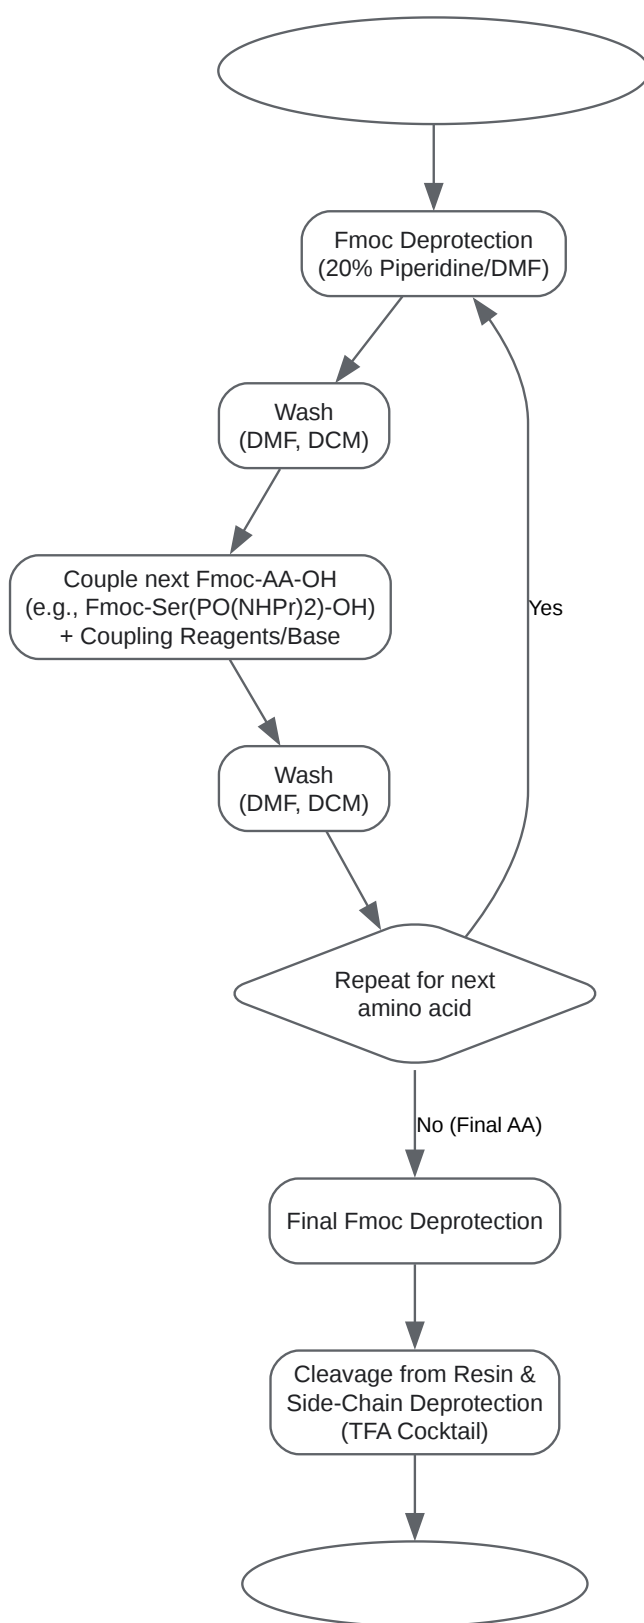 Fmoc Deprotection
(20% Piperidine/DMF)
Wash
(DMF, DCM)
Couple next Fmoc-AA-OH
(e.g., Fmoc-Ser(PO(NHPr)2)-OH)
+ Coupling Reagents/Base
Yes
Wash
(DMF, DCM)
Repeat for next
amino acid
No (Final AA)
Final Fmoc Deprotection
Cleavage from Resin &
Side-Chain Deprotection
(TFA Cocktail)